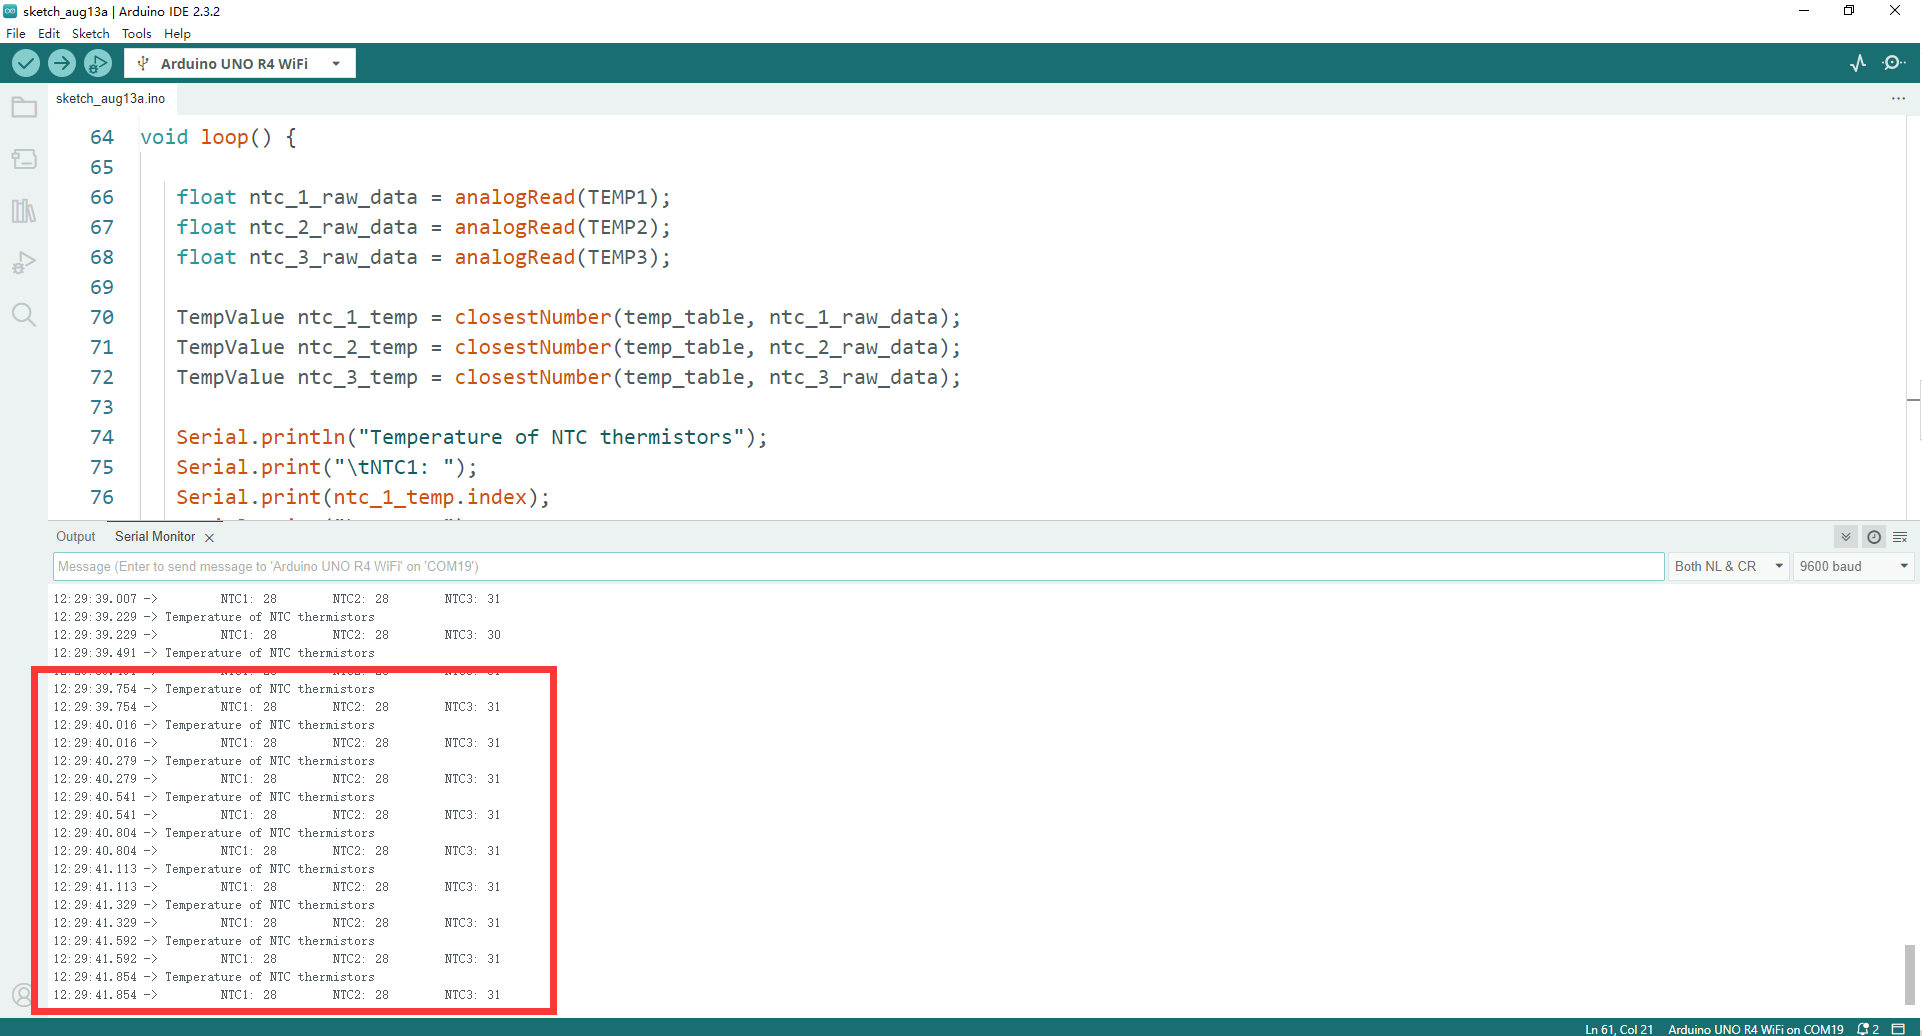 sketch_aug13a | Arduino IDE 2.3.2
File Edit Sketch Tools Help
Arduino UNO R4 WiFi
sketch_aug13a.ino
64 void loop() {
65
66 float ntc_1_raw_data = analogRead(TEMP1);
67 float ntc_2_raw_data = analogRead(TEMP2);
68 float ntc_3_raw_data = analogRead(TEMP3);
69
70 TempValue ntc_1_temp = closestNumber(temp_table, ntc_1_raw_data);
71 TempValue ntc_2_temp = closestNumber(temp_table, ntc_2_raw_data);
72 TempValue ntc_3_temp = closestNumber(temp_table, ntc_3_raw_data);
73
74 Serial.println("Temperature of NTC thermistors");
75 Serial.print("\tNTC1: ");
76 Serial.print(ntc_1_temp.index);
Output Serial Monitor
Message (Enter to send message to 'Arduino UNO R4 WiFi' on 'COM19') Both NL & CR 9600 baud
12:29:39.007 -> NTC1: 28 NTC2: 28 NTC3: 31
12:29:39.229 -> Temperature of NTC thermistors
12:29:39.229 -> NTC1: 28 NTC2: 28 NTC3: 30
12:29:39.491 -> Temperature of NTC thermistors
12:29:39.754 -> Temperature of NTC thermistors
12:29:39.754 -> NTC1: 28 NTC2: 28 NTC3: 31
12:29:40.016 -> Temperature of NTC thermistors
12:29:40.016 -> NTC1: 28 NTC2: 28 NTC3: 31
12:29:40.279 -> Temperature of NTC thermistors
12:29:40.279 -> NTC1: 28 NTC2: 28 NTC3: 31
12:29:40.541 -> Temperature of NTC thermistors
12:29:40.541 -> NTC1: 28 NTC2: 28 NTC3: 31
12:29:40.804 -> Temperature of NTC thermistors
12:29:40.804 -> NTC1: 28 NTC2: 28 NTC3: 31
12:29:41.113 -> Temperature of NTC thermistors
12:29:41.113 -> NTC1: 28 NTC2: 28 NTC3: 31
12:29:41.329 -> Temperature of NTC thermistors
12:29:41.329 -> NTC1: 28 NTC2: 28 NTC3: 31
12:29:41.592 -> Temperature of NTC thermistors
12:29:41.592 -> NTC1: 28 NTC2: 28 NTC3: 31
12:29:41.854 -> Temperature of NTC thermistors
12:29:41.854 -> NTC1: 28 NTC2: 28 NTC3: 31
Ln 61, Col 21 Arduino UNO R4 WiFi on COM19 2